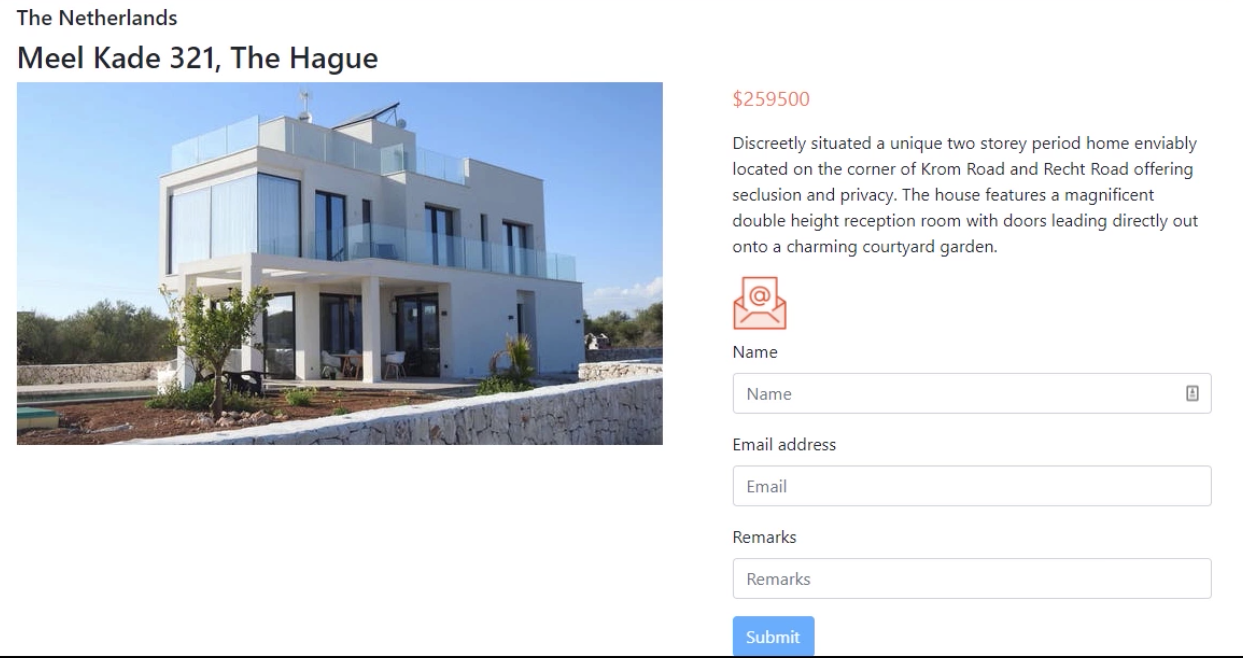 The Netherlands
Meel Kade 321, The Hague
$259500
Discreetly situated a unique two storey period home enviably
located on the corner of Krom Road and Recht Road offering
seclusion and privacy. The house features a magnificent
double height reception room with doors leading directly out
onto a charming courtyard garden.
@
Name
Name
Email address
Email
Remarks
Remarks
Submit